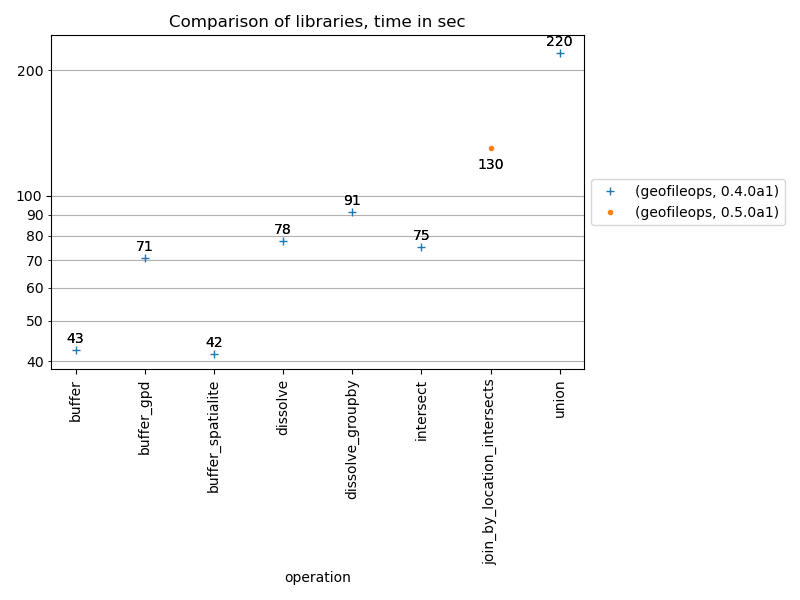 Comparison of libraries, time in sec
220
200
130
100
91
90
80
78
75
71
70
60
50
43
42
40
(geofileops, 0.4.0a1)
(geofileops, 0.5.0a1)
buffer
buffer_gpd
buffer_spatialite
dissolve
dissolve_groupby
intersect
join_by_location_intersects
union
operation